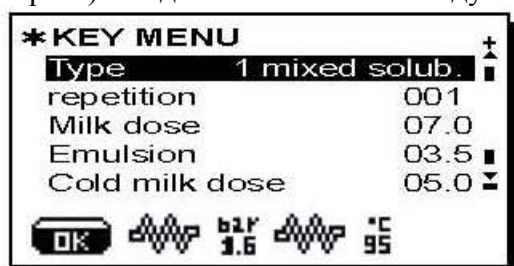 *KEY MENU
Type 1 mixed solub.
repetition 001
Milk dose 07.0
Emulsion 03.5
Cold milk dose 05.0
OK bar 1.6 °C 95